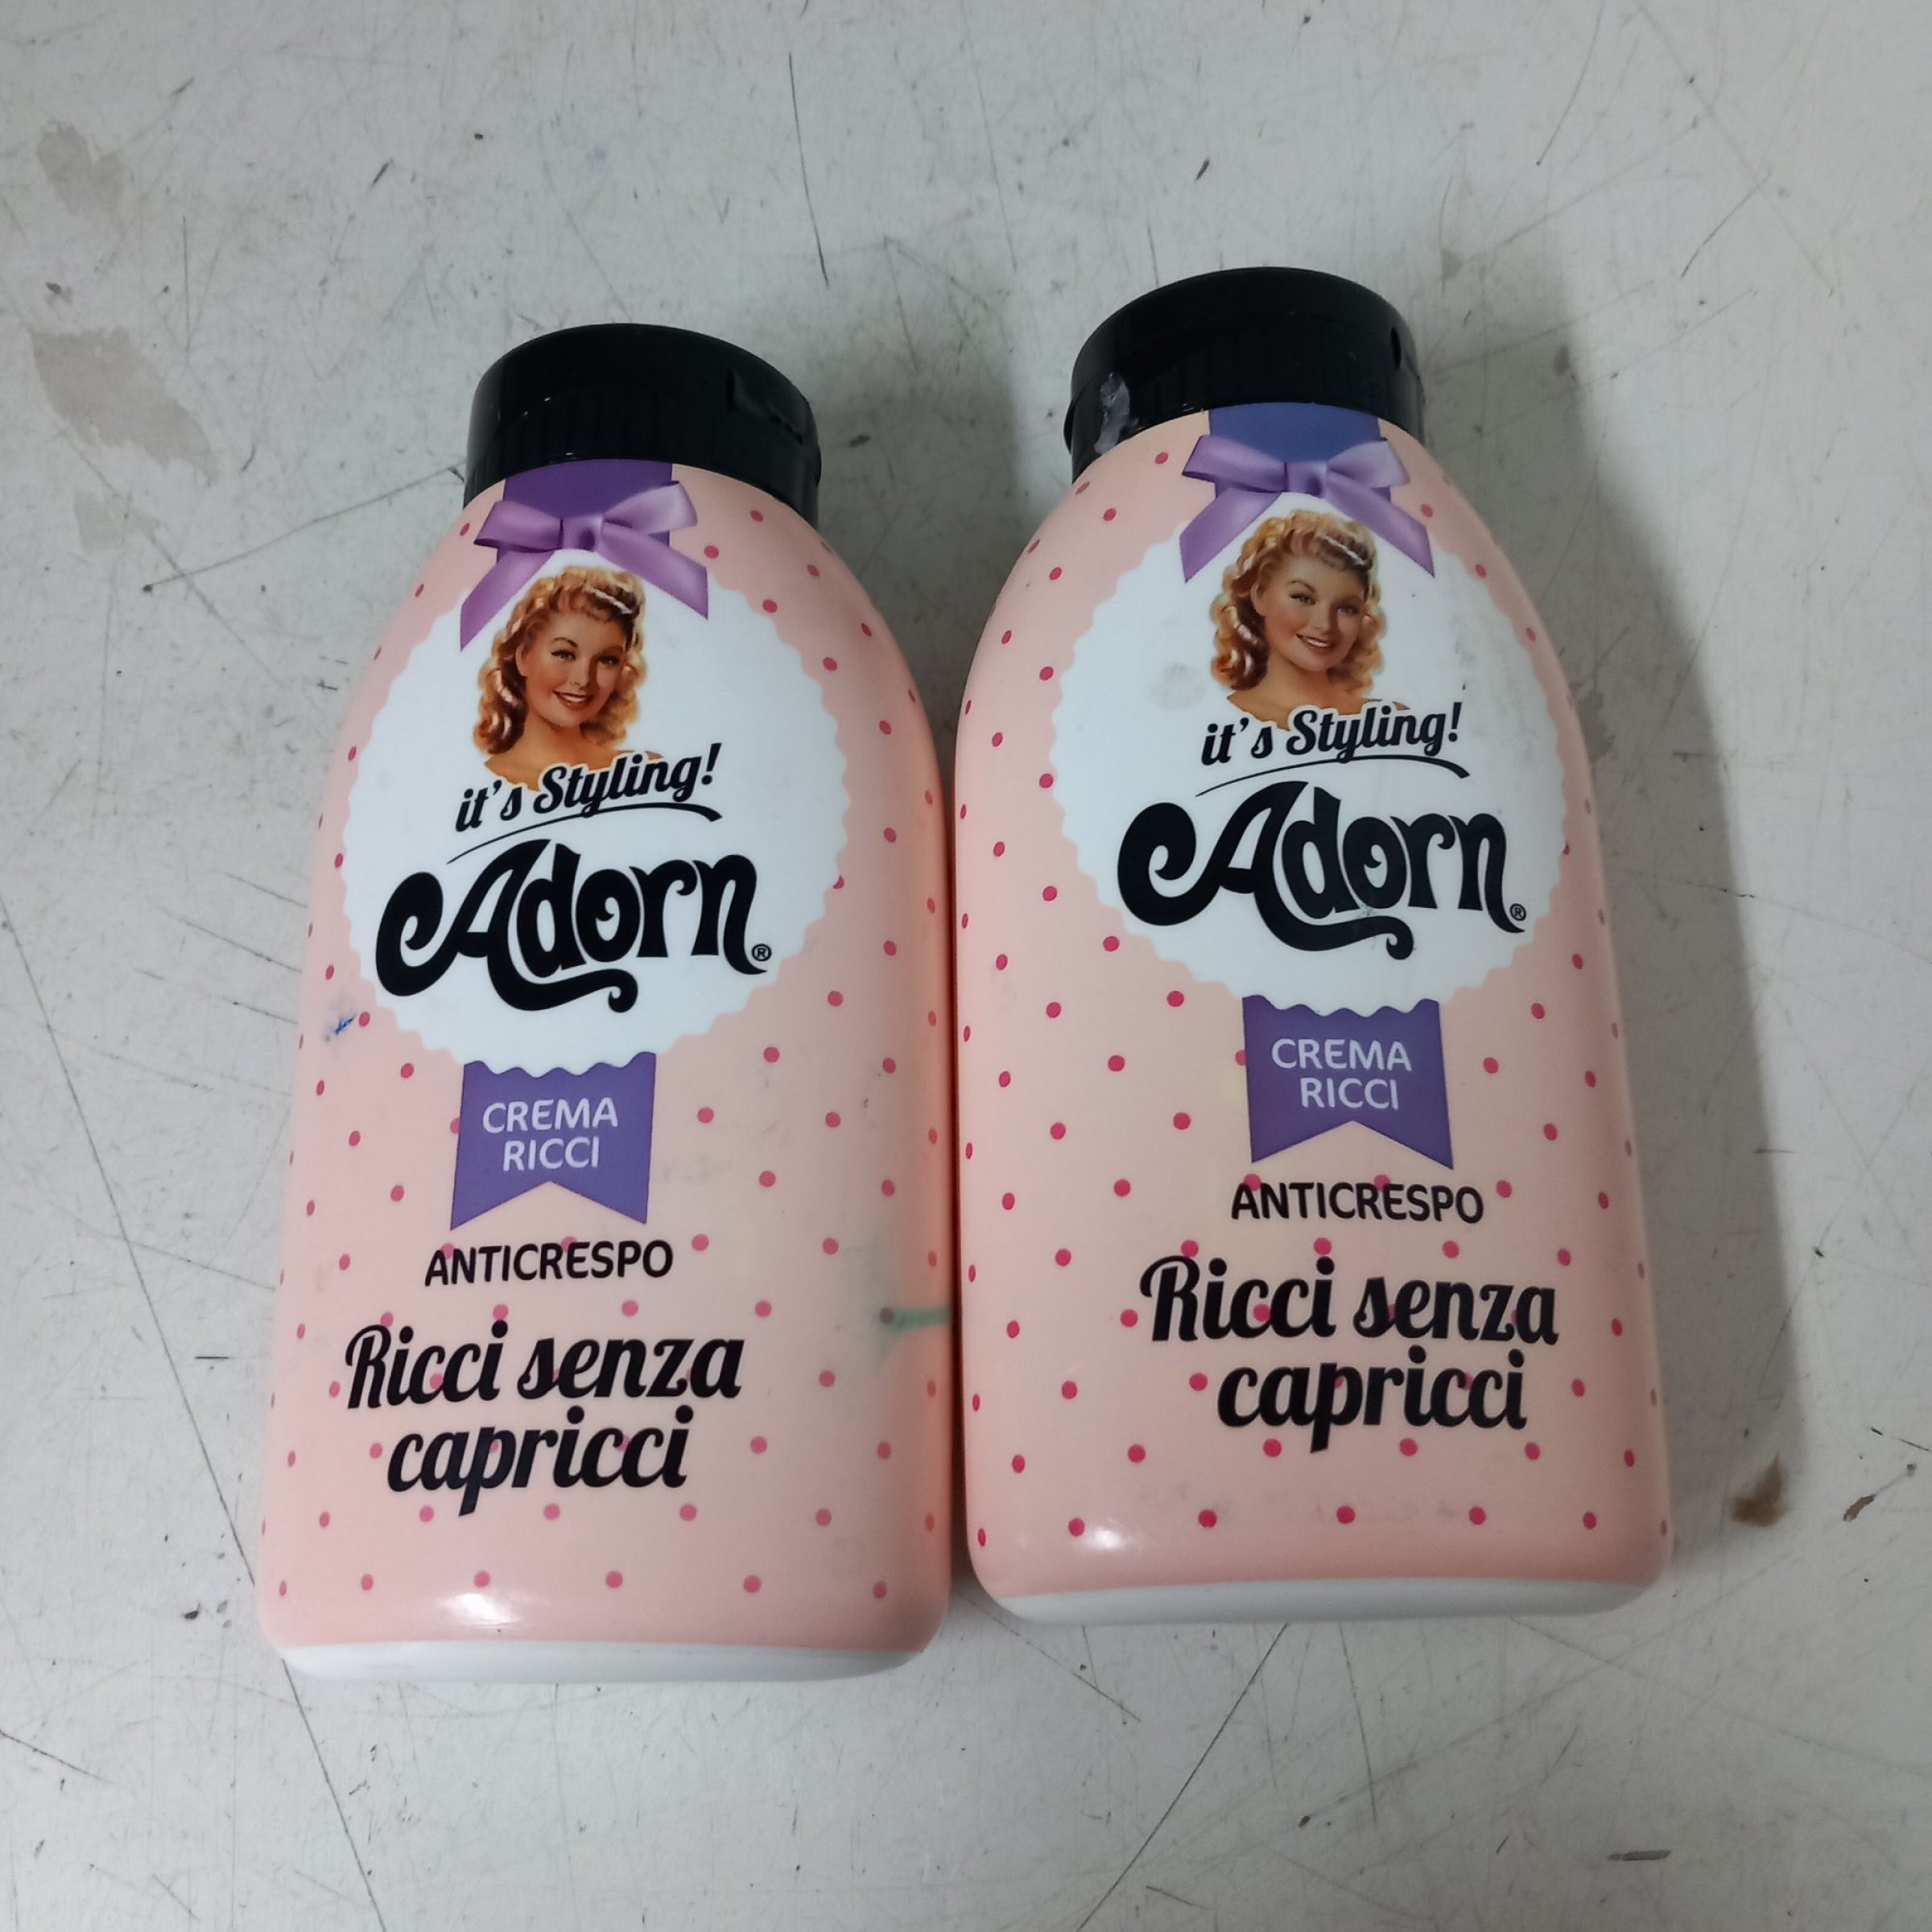 it's Styling!
Adorn®
CREMA
RICCI
ANTICRESPO
Ricci senza
capricci
it's Styling!
Adorn®
CREMA
RICCI
ANTICRESPO
Ricci senza
capricci